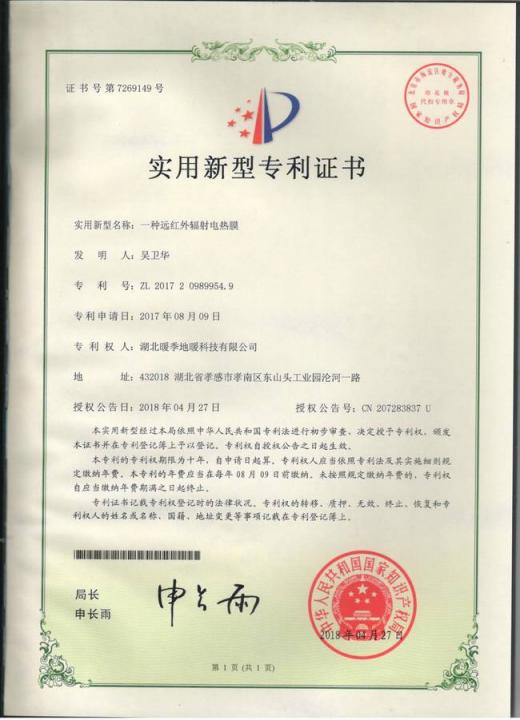 证书号第7269149号
实用新型专利证书
实用新型名称：一种远红外辐射电热膜
发明人：吴卫华
专利号：ZL 2017 2 0989954.9
专利申请日：2017年08月09日
专利权人：湖北暖季地暖科技有限公司
地址：432018 湖北省孝感市孝南区东山头工业园沦河一路
授权公告日：2018年04月27日 授权公告号：CN 207283837 U
本实用新型经过本局依照中华人民共和国专利法进行初步审查，决定授予专利权，颁发
本证书并在专利登记簿上予以登记。专利权自授权公告之日起生效。
本专利的专利权期限为十年，自申请日起算。专利权人应当依照专利法及其实施细则规
定缴纳年费。本专利的年费应当在每年08月09日前缴纳。未按照规定缴纳年费的，专利权
自应当缴纳年费期满之日起终止。
专利证书记载专利权登记时的法律状况。专利权的转移、质押、无效、终止、恢复和专
利权人的姓名或名称、国籍、地址变更等事项记载在专利登记簿上。
局长
申长雨
申长雨
中华人民共和国国家知识产权局
2018年04月27日
第1页(共1页)